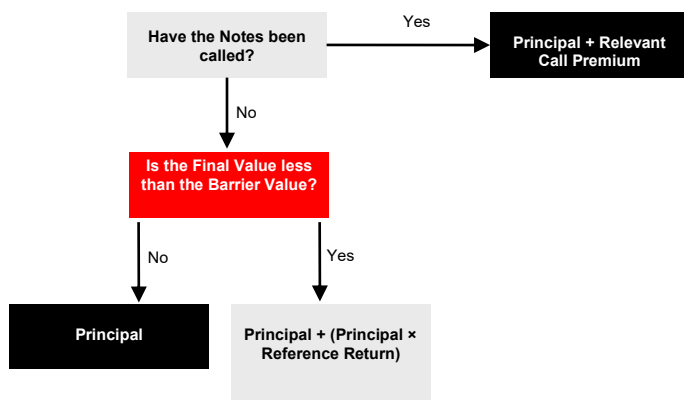 Have the Notes been
called?
Yes
Principal + Relevant
Call Premium
No
Is the Final Value less
than the Barrier Value?
No
Yes
Principal
Principal + (Principal ×
Reference Return)